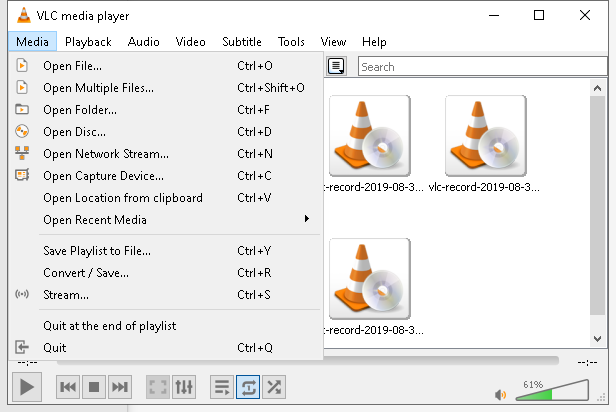 VLC media player
Media Playback Audio Video Subtitle Tools View Help
Open File... Ctrl+O
Open Multiple Files... Ctrl+Shift+O
Open Folder... Ctrl+F
Open Disc... Ctrl+D
Open Network Stream... Ctrl+N
Open Capture Device... Ctrl+C
Open Location from clipboard Ctrl+V
Open Recent Media
Save Playlist to File... Ctrl+Y
Convert / Save... Ctrl+R
Stream... Ctrl+S
Quit at the end of playlist
Quit Ctrl+Q
Search
:-record-2019-08-3... vlc-record-2019-08-3...
:-record-2019-08-3...
--:-- --:--
61%